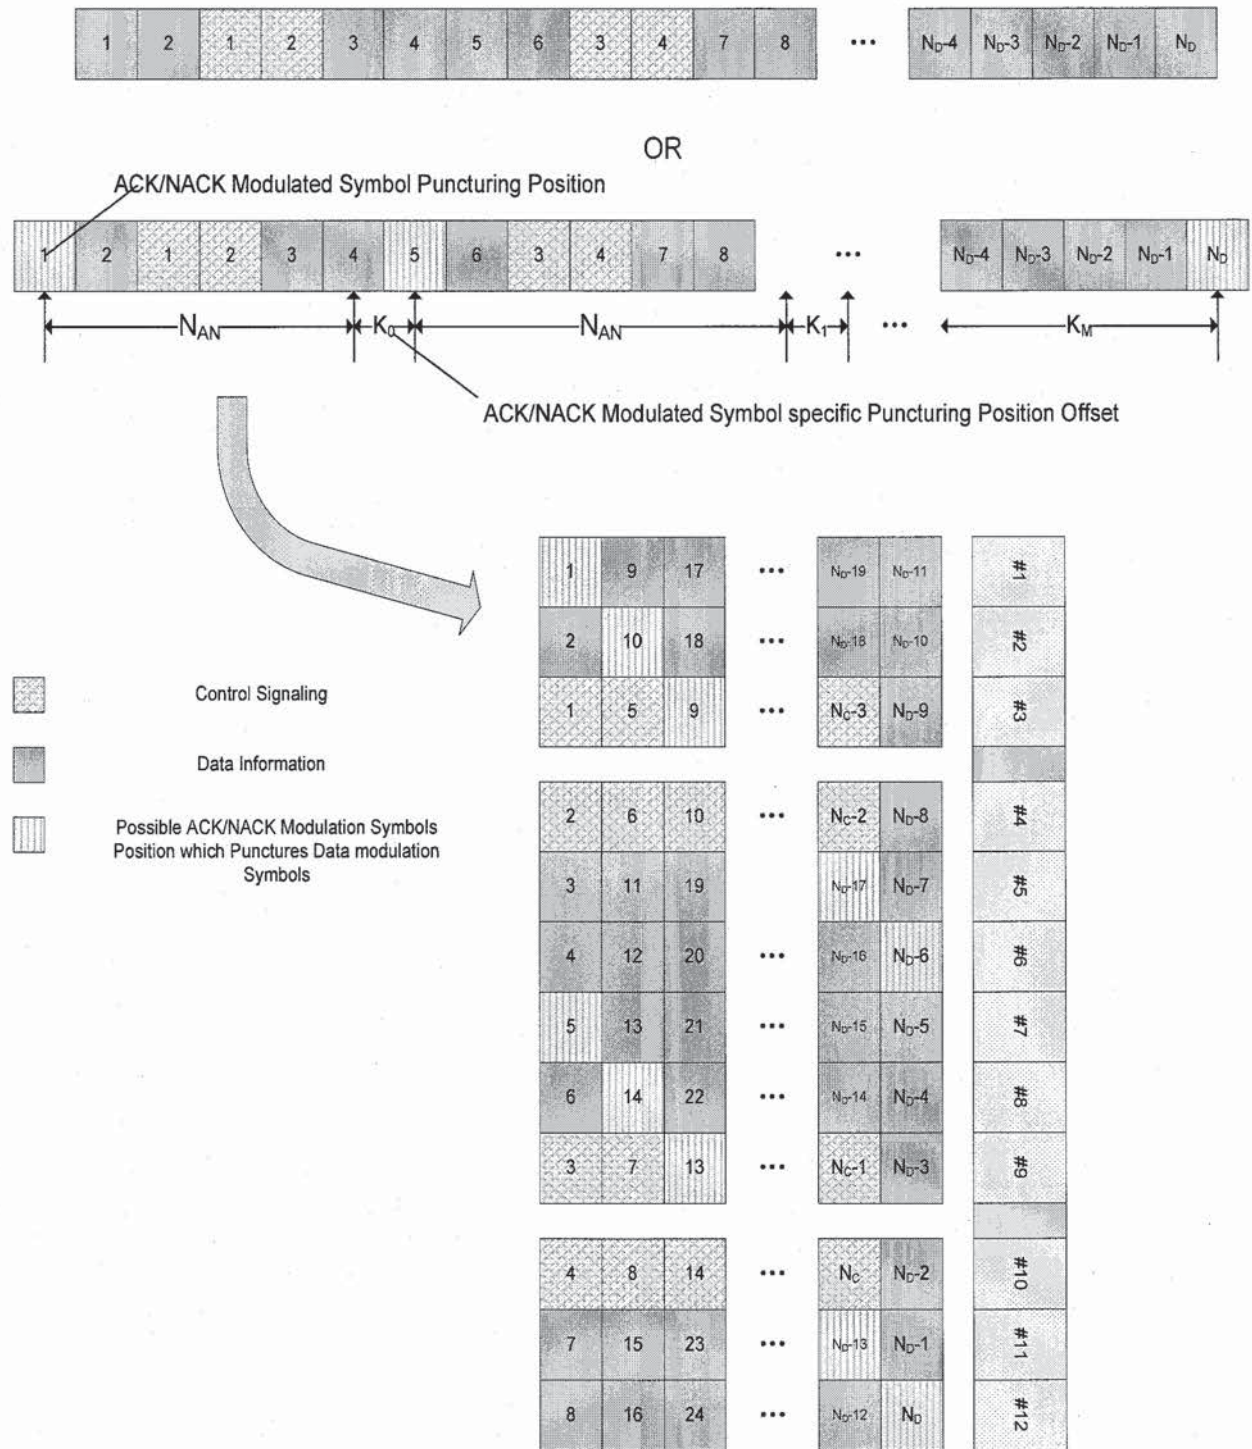 1 2 1 2 3 4 5 6 3 4 7 8 ••• N_D-4 N_D-3 N_D-2 N_D-1 N_D
OR
ACK/NACK Modulated Symbol Puncturing Position
1 2 1 2 3 4 5 6 3 4 7 8 ••• N_D-4 N_D-3 N_D-2 N_D-1 N_D
N_AN K_0 N_AN K_1 ••• K_M
ACK/NACK Modulated Symbol specific Puncturing Position Offset
1 9 17 ••• N_D-19 N_D-11 #1
2 10 18 ••• N_D-18 N_D-10 #2
1 5 9 ••• N_C-3 N_D-9 #3
2 6 10 ••• N_C-2 N_D-8 #4
3 11 19 N_D-17 N_D-7 #5
4 12 20 ••• N_D-16 N_D-6 #6
5 13 21 ••• N_D-15 N_D-5 #7
6 14 22 ••• N_D-14 N_D-4 #8
3 7 13 ••• N_C-1 N_D-3 #9
4 8 14 ••• N_C N_D-2 #10
7 15 23 ••• N_D-13 N_D-1 #11
8 16 24 ••• N_D-12 N_D #12
Control Signaling
Data Information
Possible ACK/NACK Modulation Symbols
Position which Punctures Data modulation
Symbols